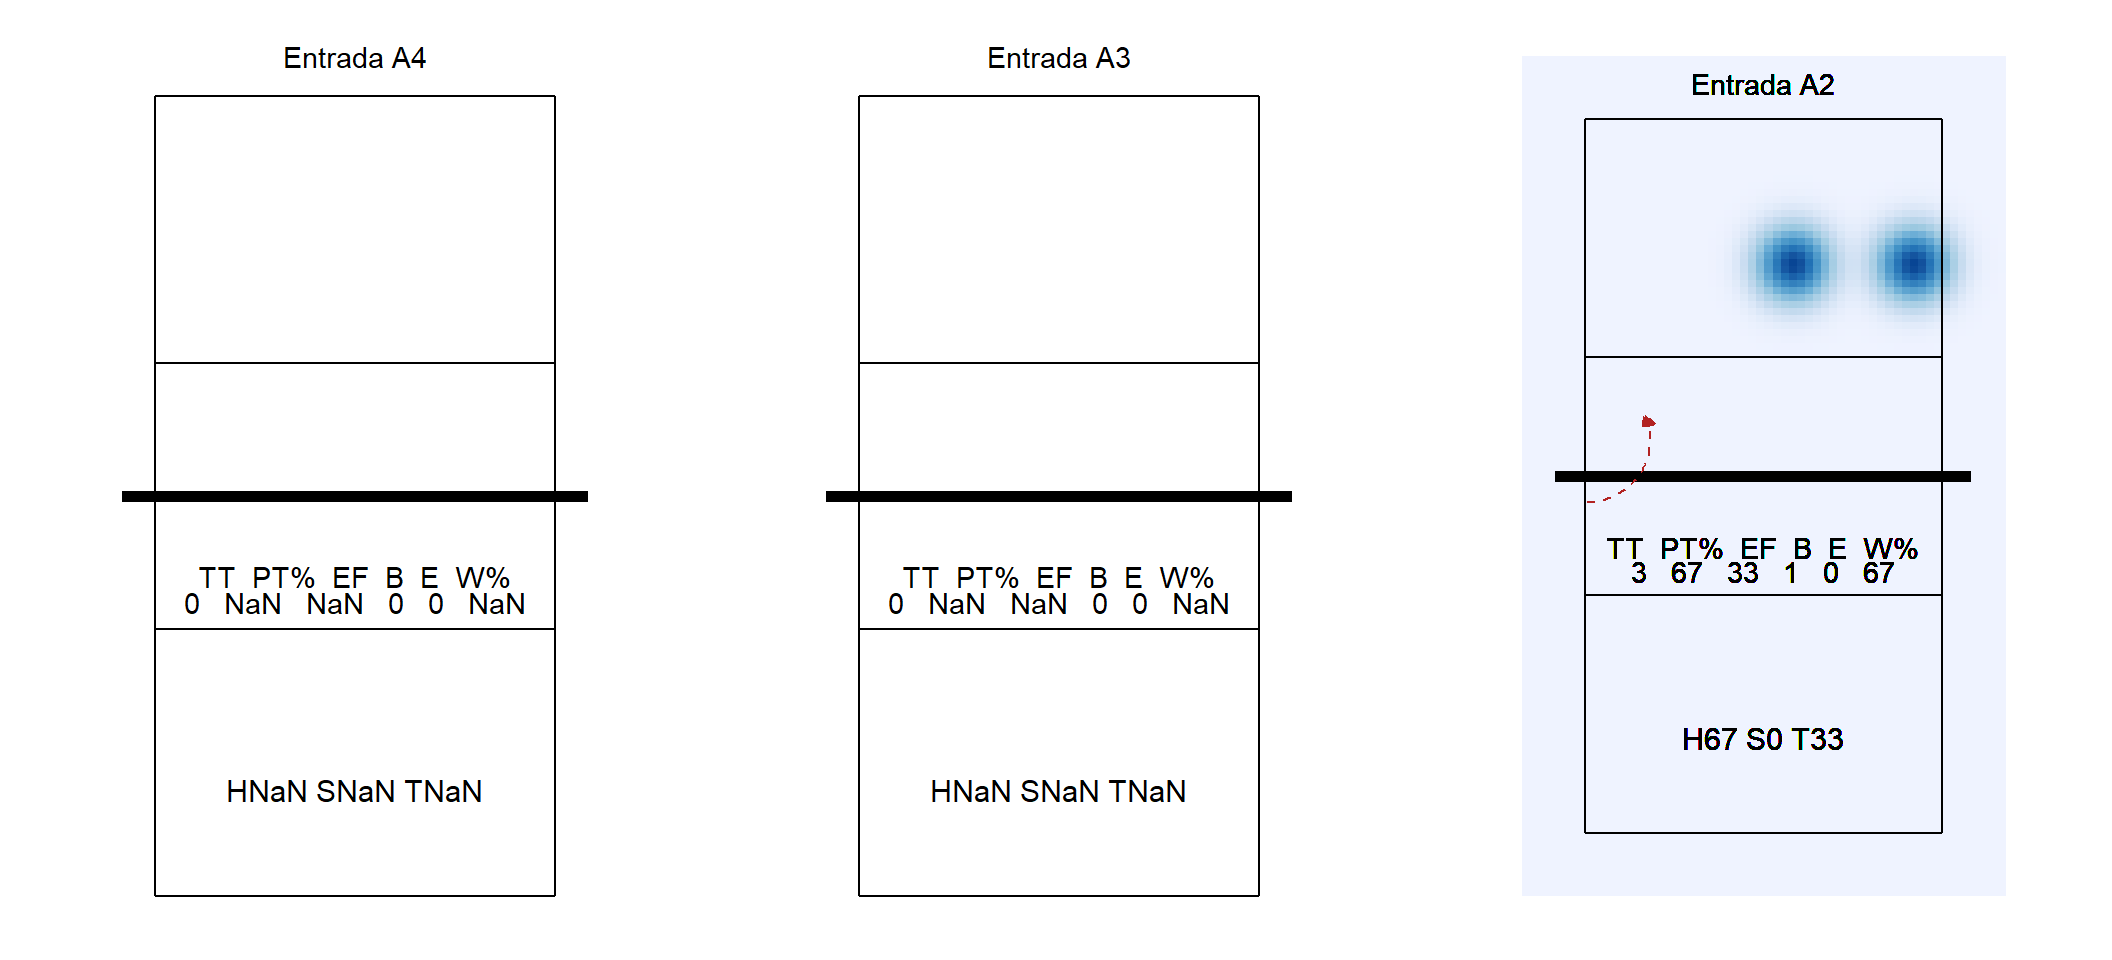 Entrada A4
TT PT% EF B E W%
0 NaN NaN 0 0 NaN
HNaN SNaN TNaN
Entrada A3
TT PT% EF B E W%
0 NaN NaN 0 0 NaN
HNaN SNaN TNaN
Entrada A2
TT PT% EF B E W%
3 67 33 1 0 67
H67 S0 T33